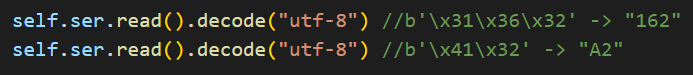 self.ser.read().decode("utf-8") //b'\x31\x36\x32' -> "162"
self.ser.read().decode("utf-8") //b'\x41\x32' -> "A2"